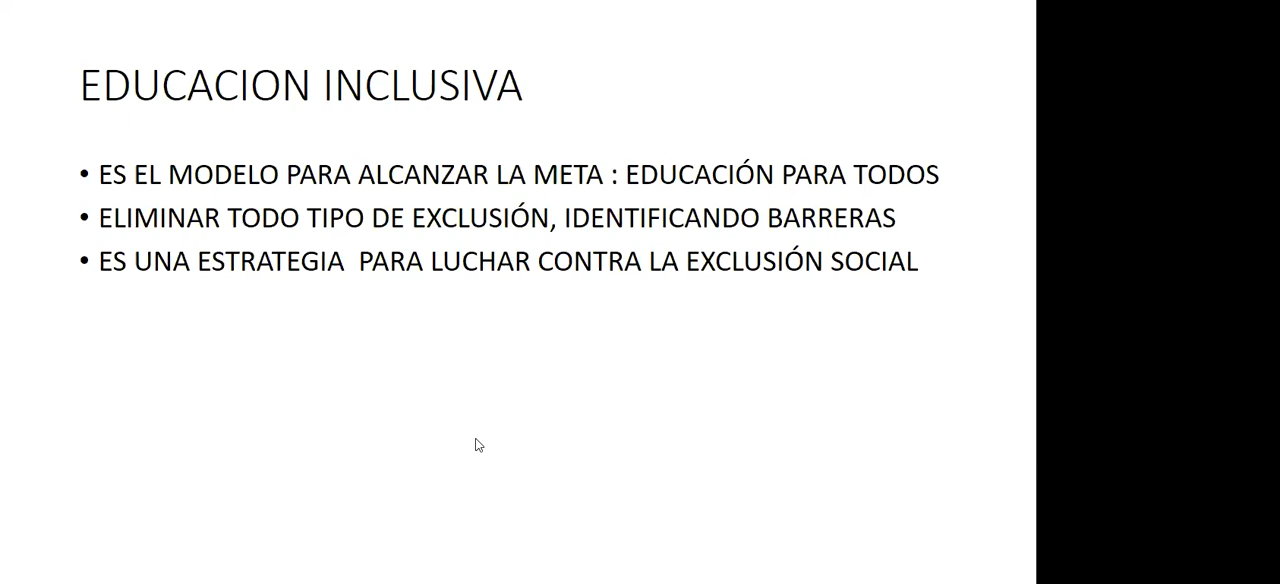 EDUCACION INCLUSIVA
• ES EL MODELO PARA ALCANZAR LA META : EDUCACIÓN PARA TODOS
• ELIMINAR TODO TIPO DE EXCLUSIÓN, IDENTIFICANDO BARRERAS
• ES UNA ESTRATEGIA  PARA LUCHAR CONTRA LA EXCLUSIÓN SOCIAL